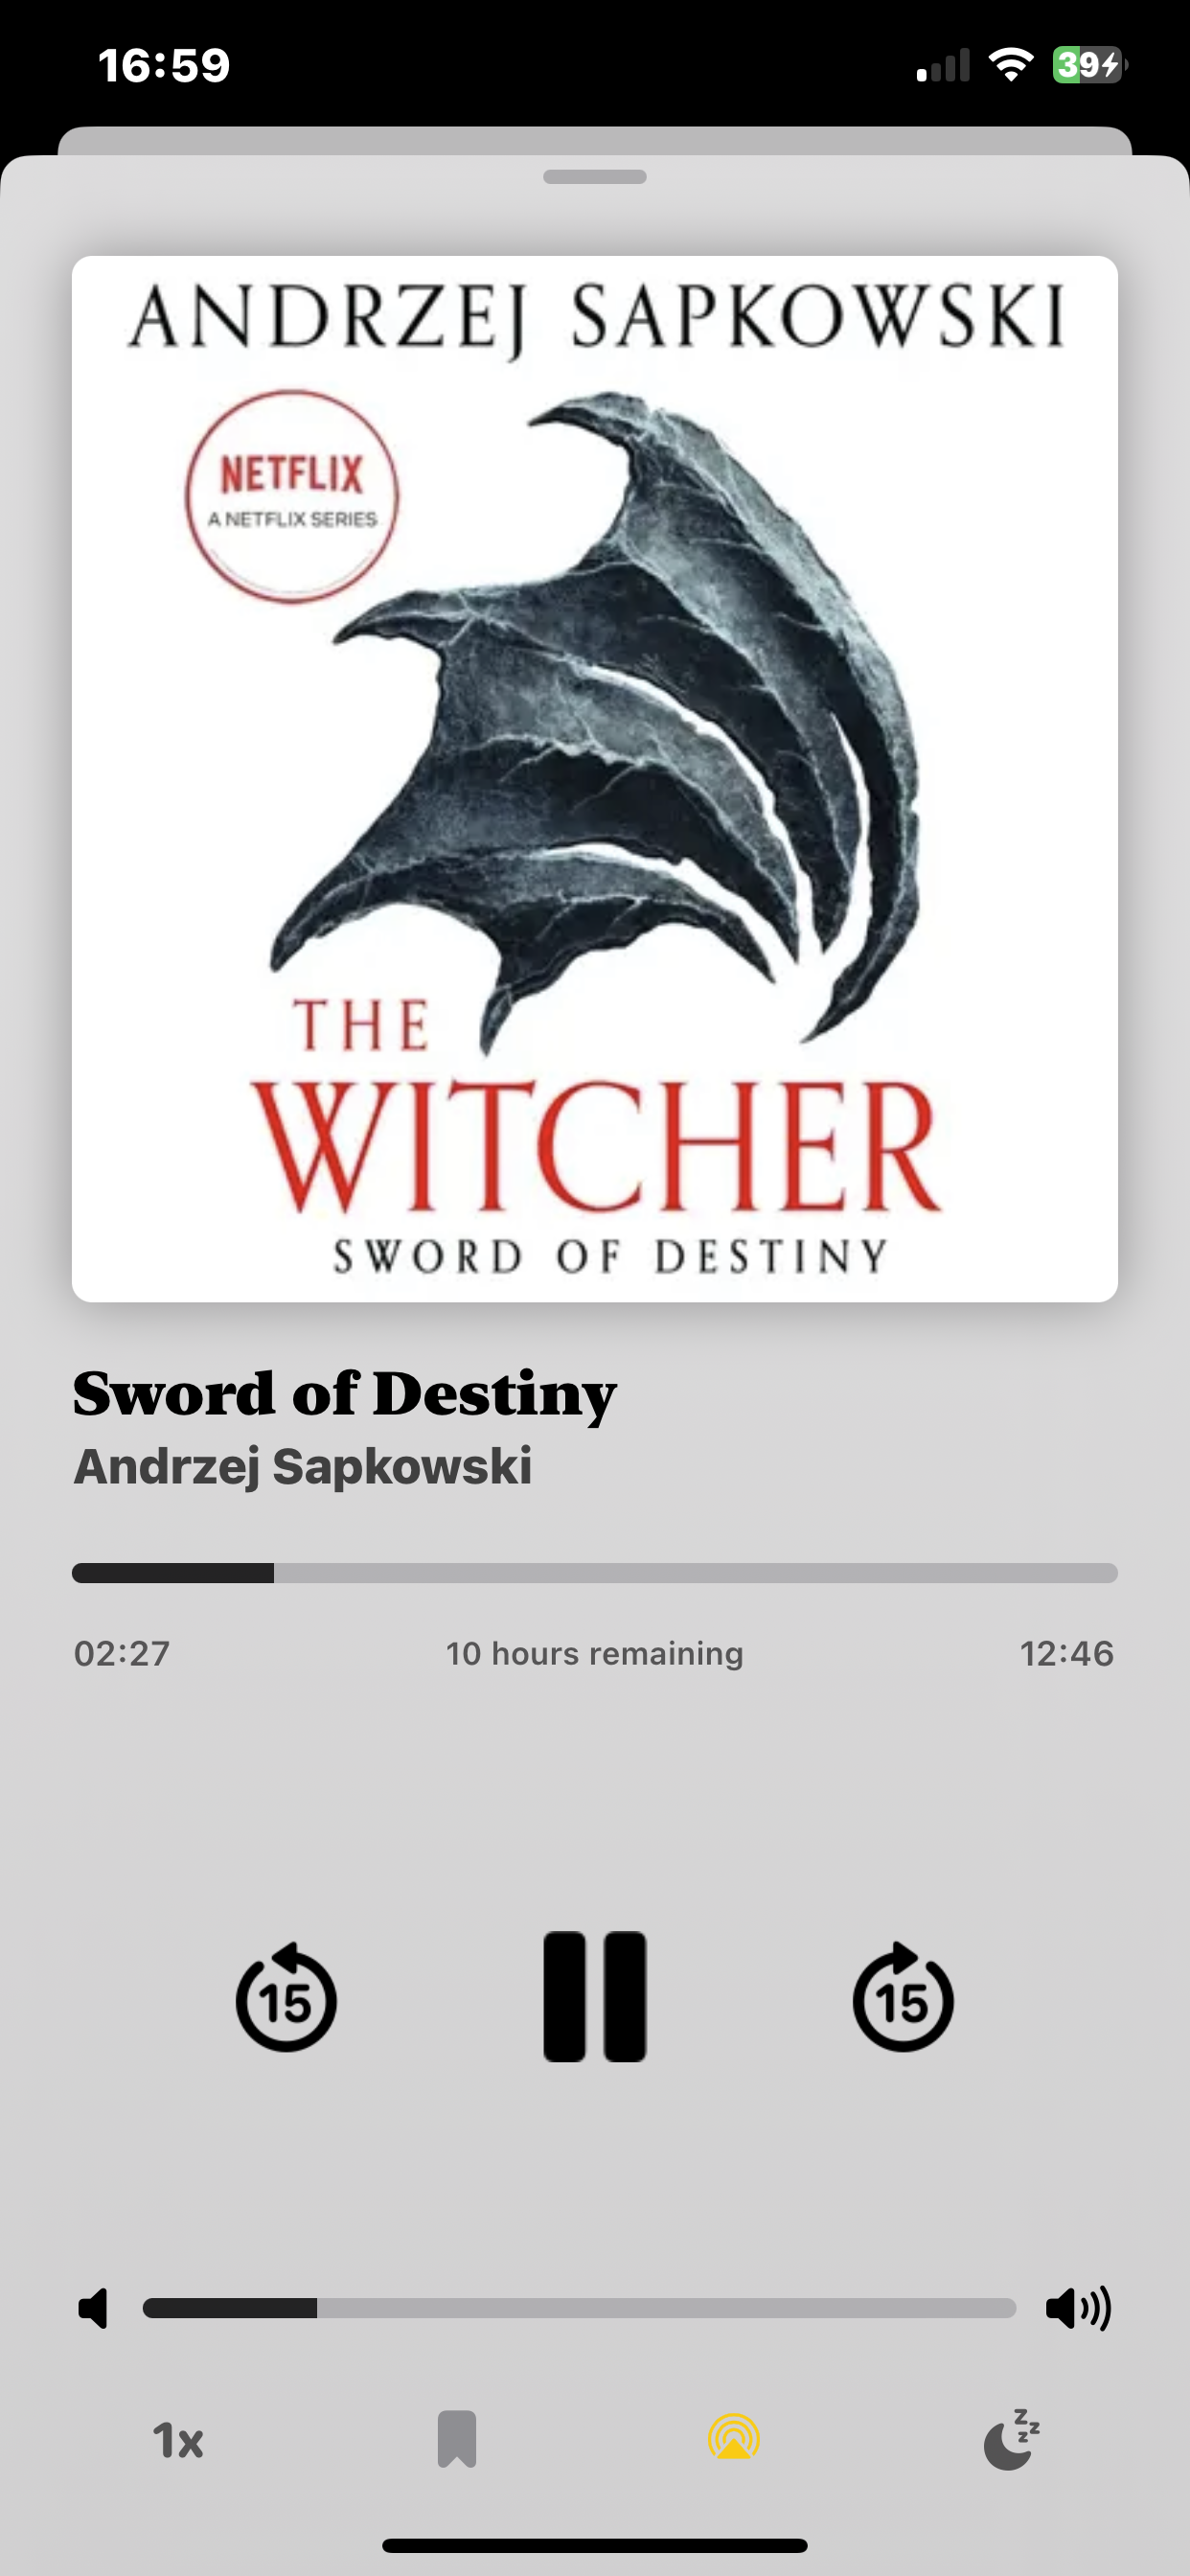 16:59
39
ANDRZEJ SAPKOWSKI
NETFLIX
A NETFLIX SERIES
THE
WITCHER
SWORD OF DESTINY
Sword of Destiny
Andrzej Sapkowski
02:27 10 hours remaining 12:46
15 15
1x zzz